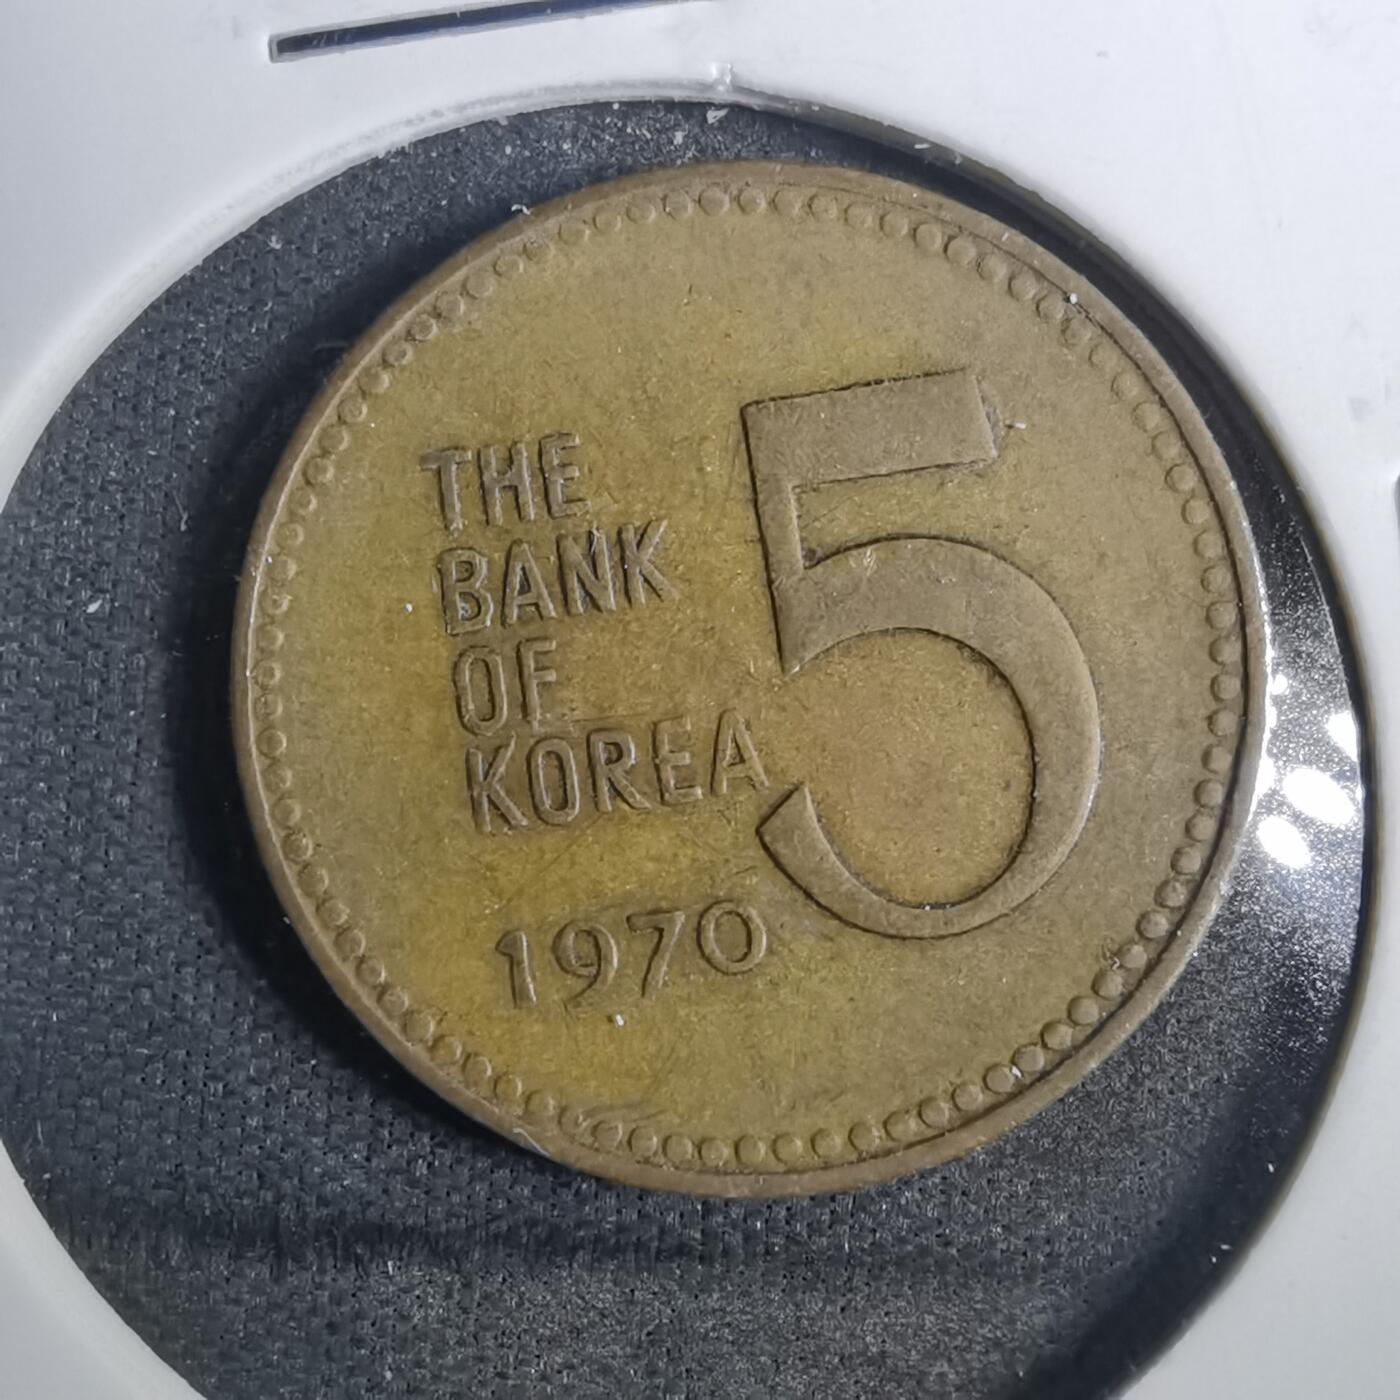 THE
BANK
OF
KOREA
1970
5